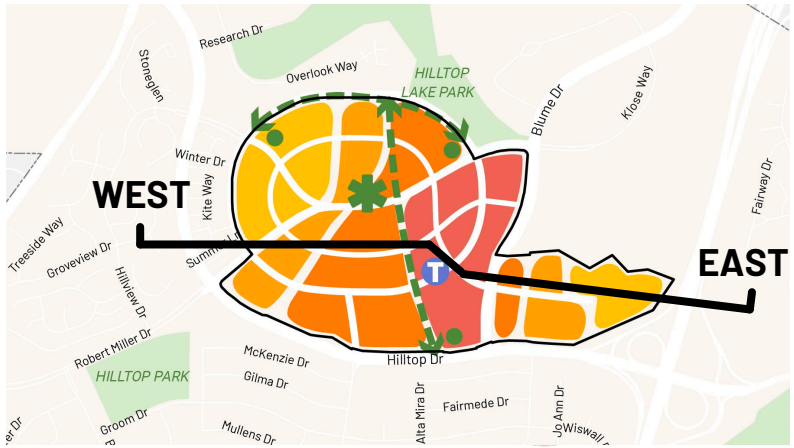 Research Dr
Stoneglen
Overlook Way
HILLTOP
LAKE PARK
Blume Dr
Klose Way
Winter Dr
Fairway Dr
WEST
Kite Way
Treeside Way
Groveview Dr
Summer Ln
T
EAST
Hillview Dr
Robert Miller Dr
HILLTOP PARK
McKenzie Dr
Hilltop Dr
Gilma Dr
Alta Mira Dr
Fairmede Dr
Jo Ann Dr
Groom Dr
Mullens Dr
Wiswall